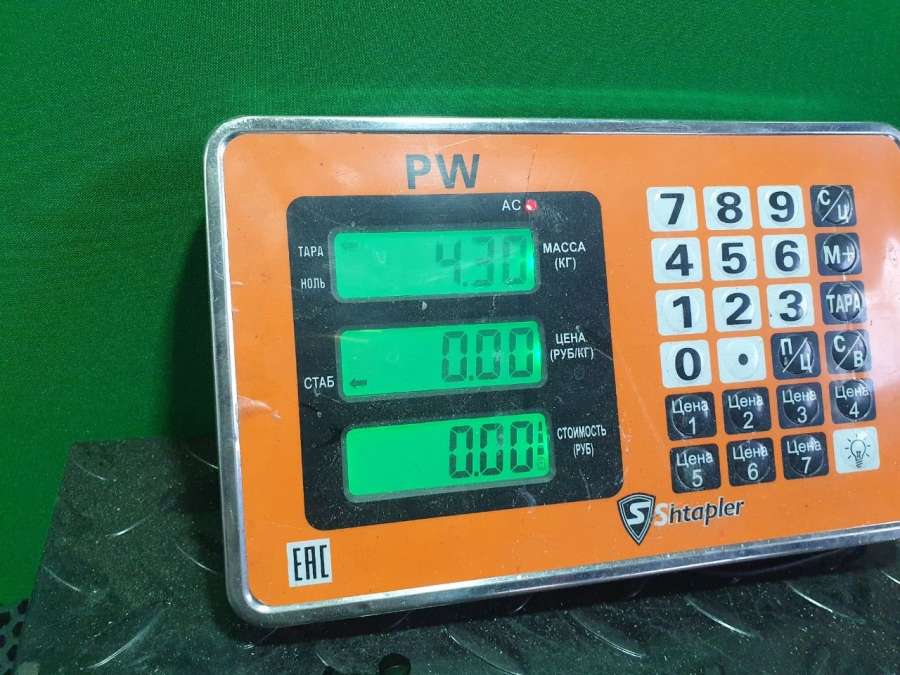 PW
AC
ТАРА
НОЛЬ
4.30
МАССА
(КГ)
СТАБ
0.00
ЦЕНА
(РУБ/КГ)
0.00
СТОИМОСТЬ
(РУБ)
7 8 9 С/Ц
4 5 6 М+
1 2 3 ТАРА
0 . П/Ц С/В
Цена 1 Цена 2 Цена 3 Цена 4
Цена 5 Цена 6 Цена 7
S Shtapler
EAC